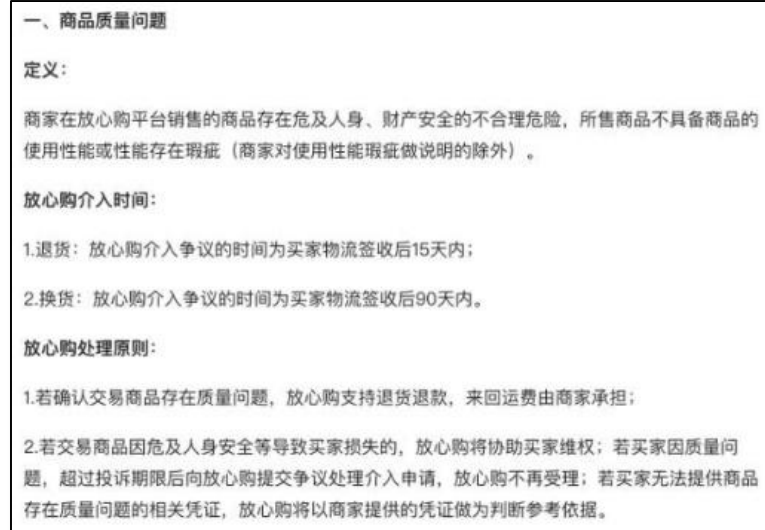 一、商品质量问题
定义：
商家在放心购平台销售的商品存在危及人身、财产安全的不合理危险，所售商品不具备商品的
使用性能或性能存在瑕疵（商家对使用性能瑕疵做说明的除外）。
放心购介入时间：
1.退货：放心购介入争议的时间为买家物流签收后15天内；
2.换货：放心购介入争议的时间为买家物流签收后90天内。
放心购处理原则：
1.若确认交易商品存在质量问题，放心购支持退货退款，来回运费由商家承担；
2.若交易商品因危及人身安全等导致买家损失的，放心购将协助买家维权；若买家因质量问
题，超过投诉期限后向放心购提交争议处理介入申请，放心购不再受理；若买家无法提供商品
存在质量问题的相关凭证，放心购将以商家提供的凭证做为判断参考依据。